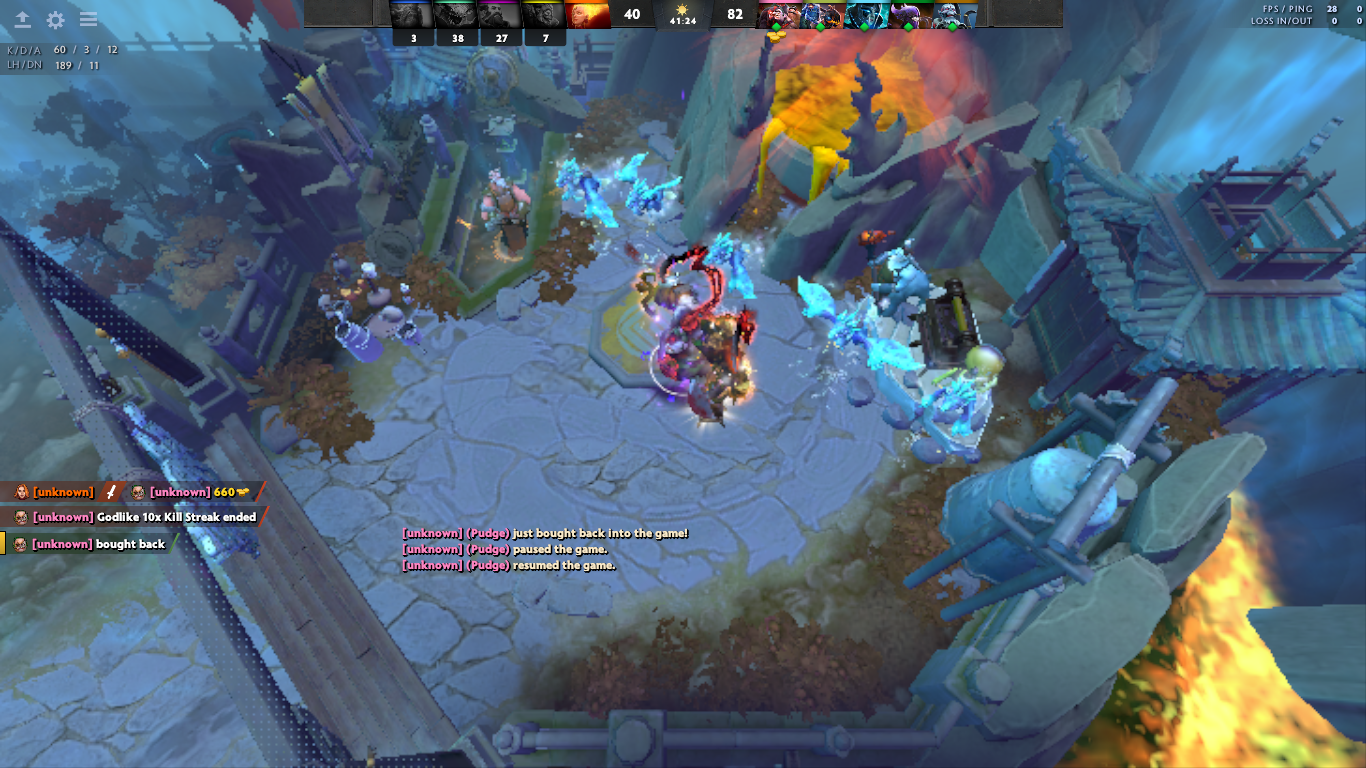 40 41:24 82
3 38 27 7
FPS / PING 28 0
LOSS IN/OUT 0 0
K/D/A 60 / 3 / 12
LH/DN 189 / 11
[unknown] [unknown] 660
[unknown] Godlike 10x Kill Streak ended
[unknown] bought back
[unknown] (Pudge) just bought back into the game!
[unknown] (Pudge) paused the game.
[unknown] (Pudge) resumed the game.